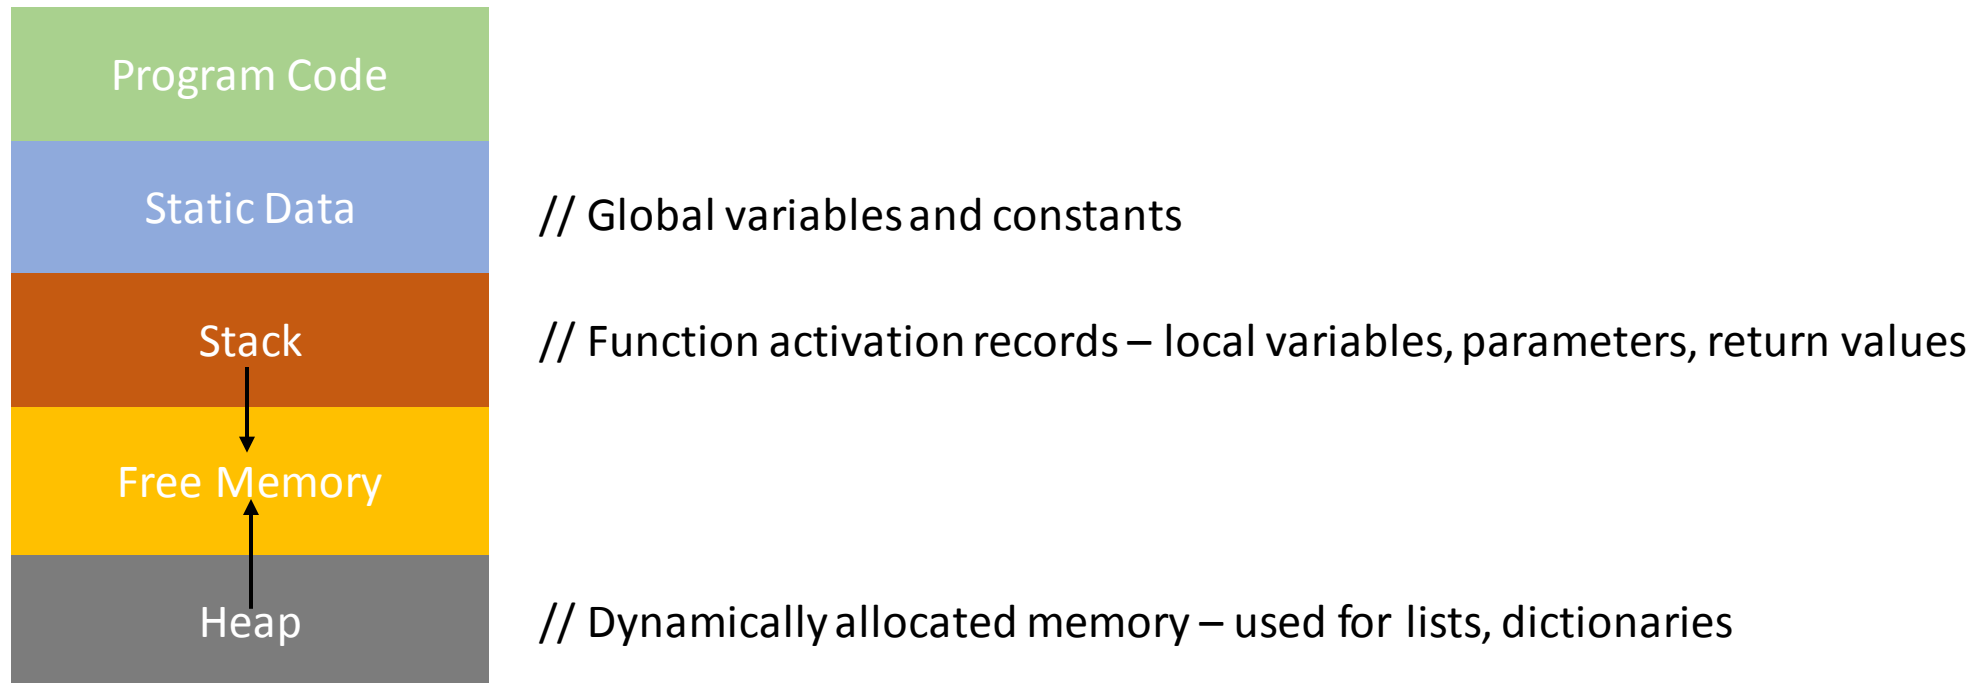 Program Code
Static Data // Global variables and constants
Stack // Function activation records – local variables, parameters, return values
Free Memory
Heap // Dynamically allocated memory – used for lists, dictionaries